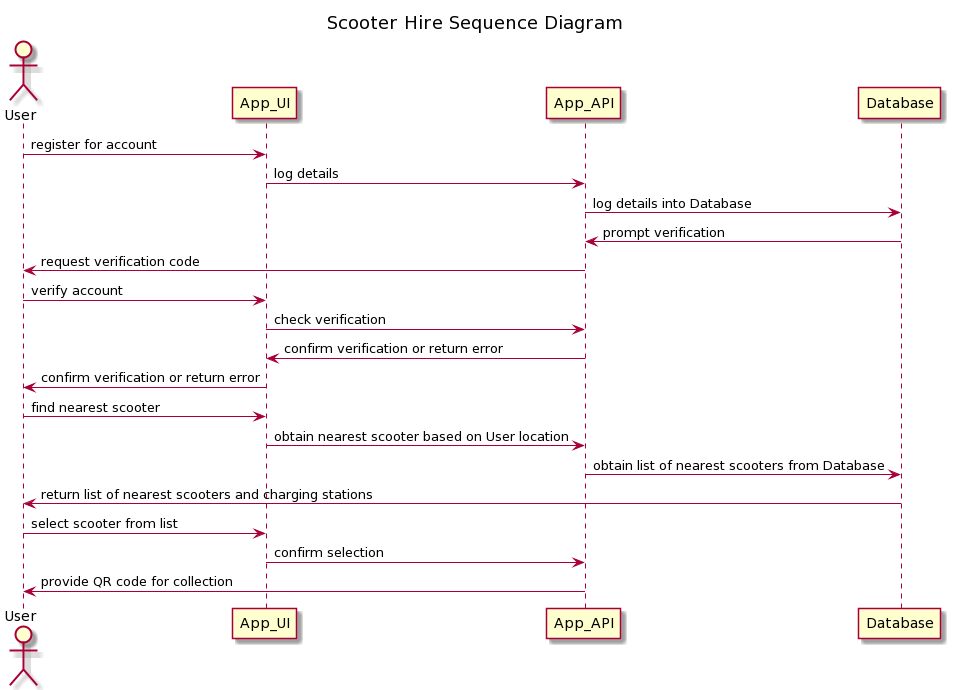 Scooter Hire Sequence Diagram
User
App_UI
App_API
Database
register for account
log details
log details into Database
prompt verification
request verification code
verify account
check verification
confirm verification or return error
confirm verification or return error
find nearest scooter
obtain nearest scooter based on User location
obtain list of nearest scooters from Database
return list of nearest scooters and charging stations
select scooter from list
confirm selection
provide QR code for collection
User
App_UI
App_API
Database